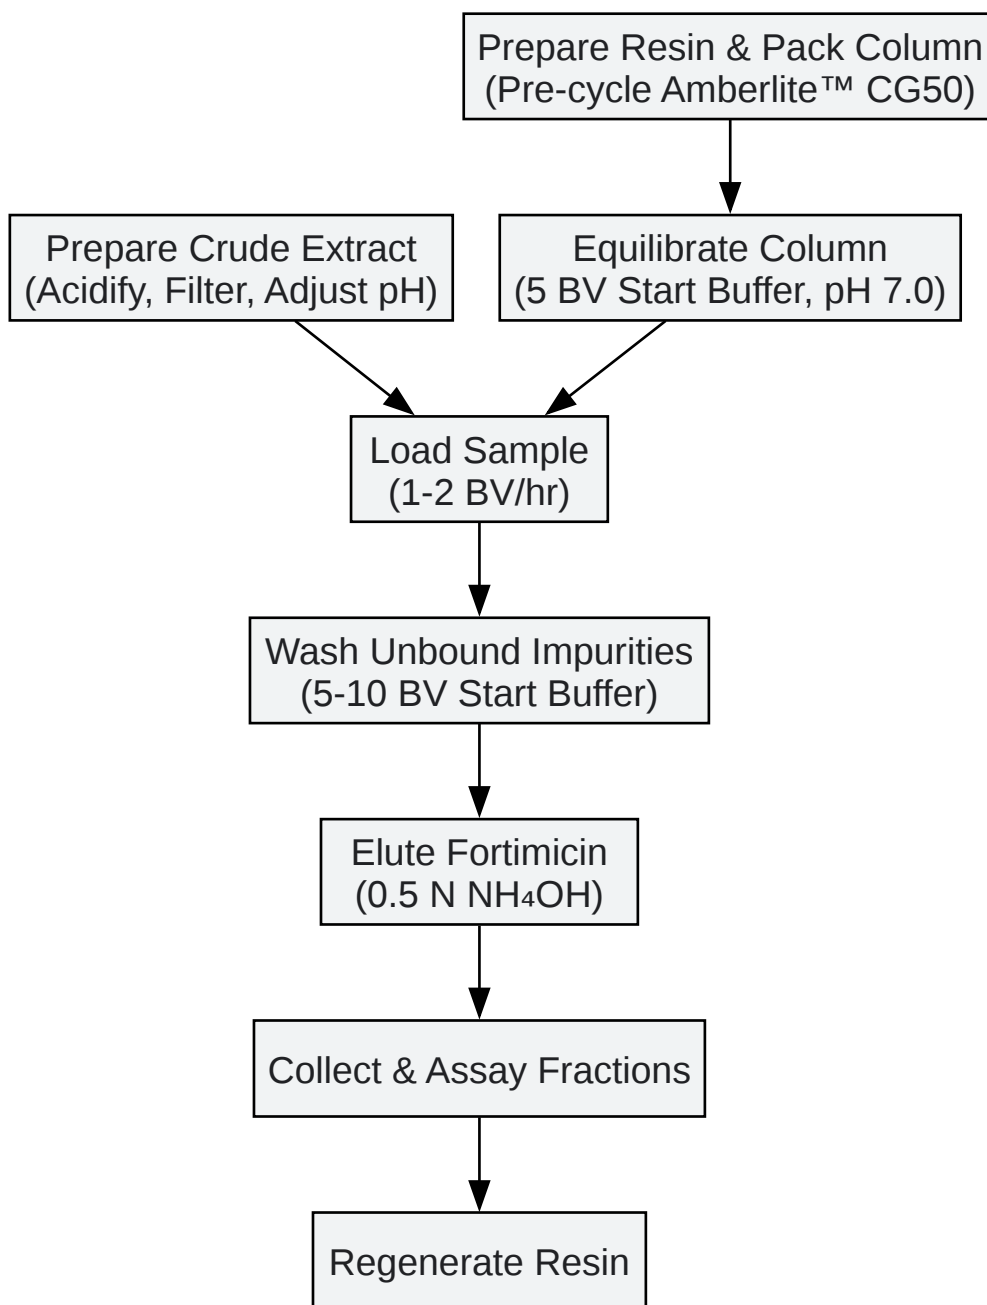 Prepare Resin & Pack Column
(Pre-cycle Amberlite™ CG50)
Prepare Crude Extract
(Acidify, Filter, Adjust pH)
Equilibrate Column
(5 BV Start Buffer, pH 7.0)
Load Sample
(1-2 BV/hr)
Wash Unbound Impurities
(5-10 BV Start Buffer)
Elute Fortimicin
(0.5 N NH₄OH)
Collect & Assay Fractions
Regenerate Resin